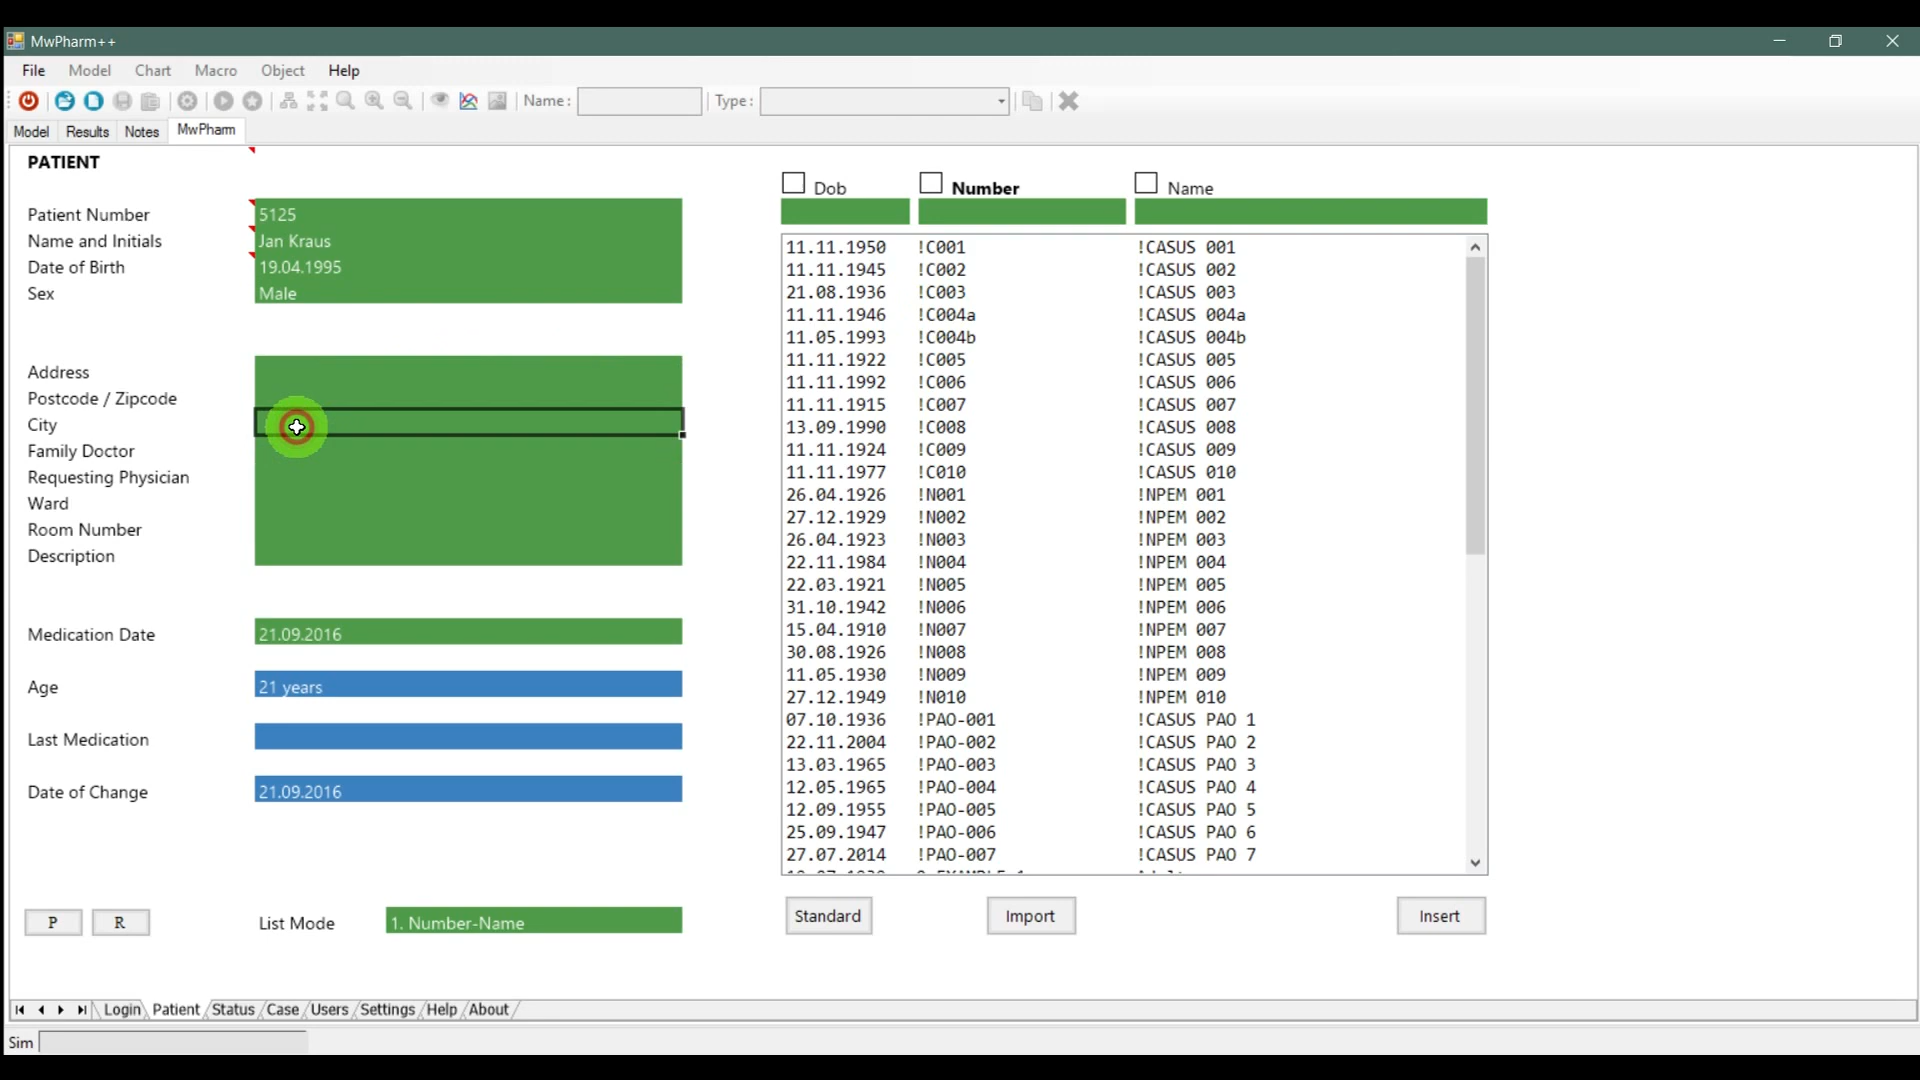 MwPharm++
File Model Chart Macro Object Help
Name: Type:
Model Results Notes MwPharm
PATIENT
Dob Number Name
Patient Number 5125
Name and Initials Jan Kraus
Date of Birth 19.04.1995
Sex Male
Address
Postcode / Zipcode
City
Family Doctor
Requesting Physician
Ward
Room Number
Description
Medication Date 21.09.2016
Age 21 years
Last Medication
Date of Change 21.09.2016
11.11.1950 !C001 !CASUS 001
11.11.1945 !C002 !CASUS 002
21.08.1936 !C003 !CASUS 003
11.11.1946 !C004a !CASUS 004a
11.05.1993 !C004b !CASUS 004b
11.11.1922 !C005 !CASUS 005
11.11.1992 !C006 !CASUS 006
11.11.1915 !C007 !CASUS 007
13.09.1990 !C008 !CASUS 008
11.11.1924 !C009 !CASUS 009
11.11.1977 !C010 !CASUS 010
26.04.1926 !N001 !NPEM 001
27.12.1929 !N002 !NPEM 002
26.04.1923 !N003 !NPEM 003
22.11.1984 !N004 !NPEM 004
22.03.1921 !N005 !NPEM 005
31.10.1942 !N006 !NPEM 006
15.04.1910 !N007 !NPEM 007
30.08.1926 !N008 !NPEM 008
11.05.1930 !N009 !NPEM 009
27.12.1949 !N010 !NPEM 010
07.10.1936 !PAO-001 !CASUS PAO 1
22.11.2004 !PAO-002 !CASUS PAO 2
13.03.1965 !PAO-003 !CASUS PAO 3
12.05.1965 !PAO-004 !CASUS PAO 4
12.09.1955 !PAO-005 !CASUS PAO 5
25.09.1947 !PAO-006 !CASUS PAO 6
27.07.2014 !PAO-007 !CASUS PAO 7
P R List Mode 1. Number-Name
Standard Import Insert
Login Patient Status Case Users Settings Help About
Sim